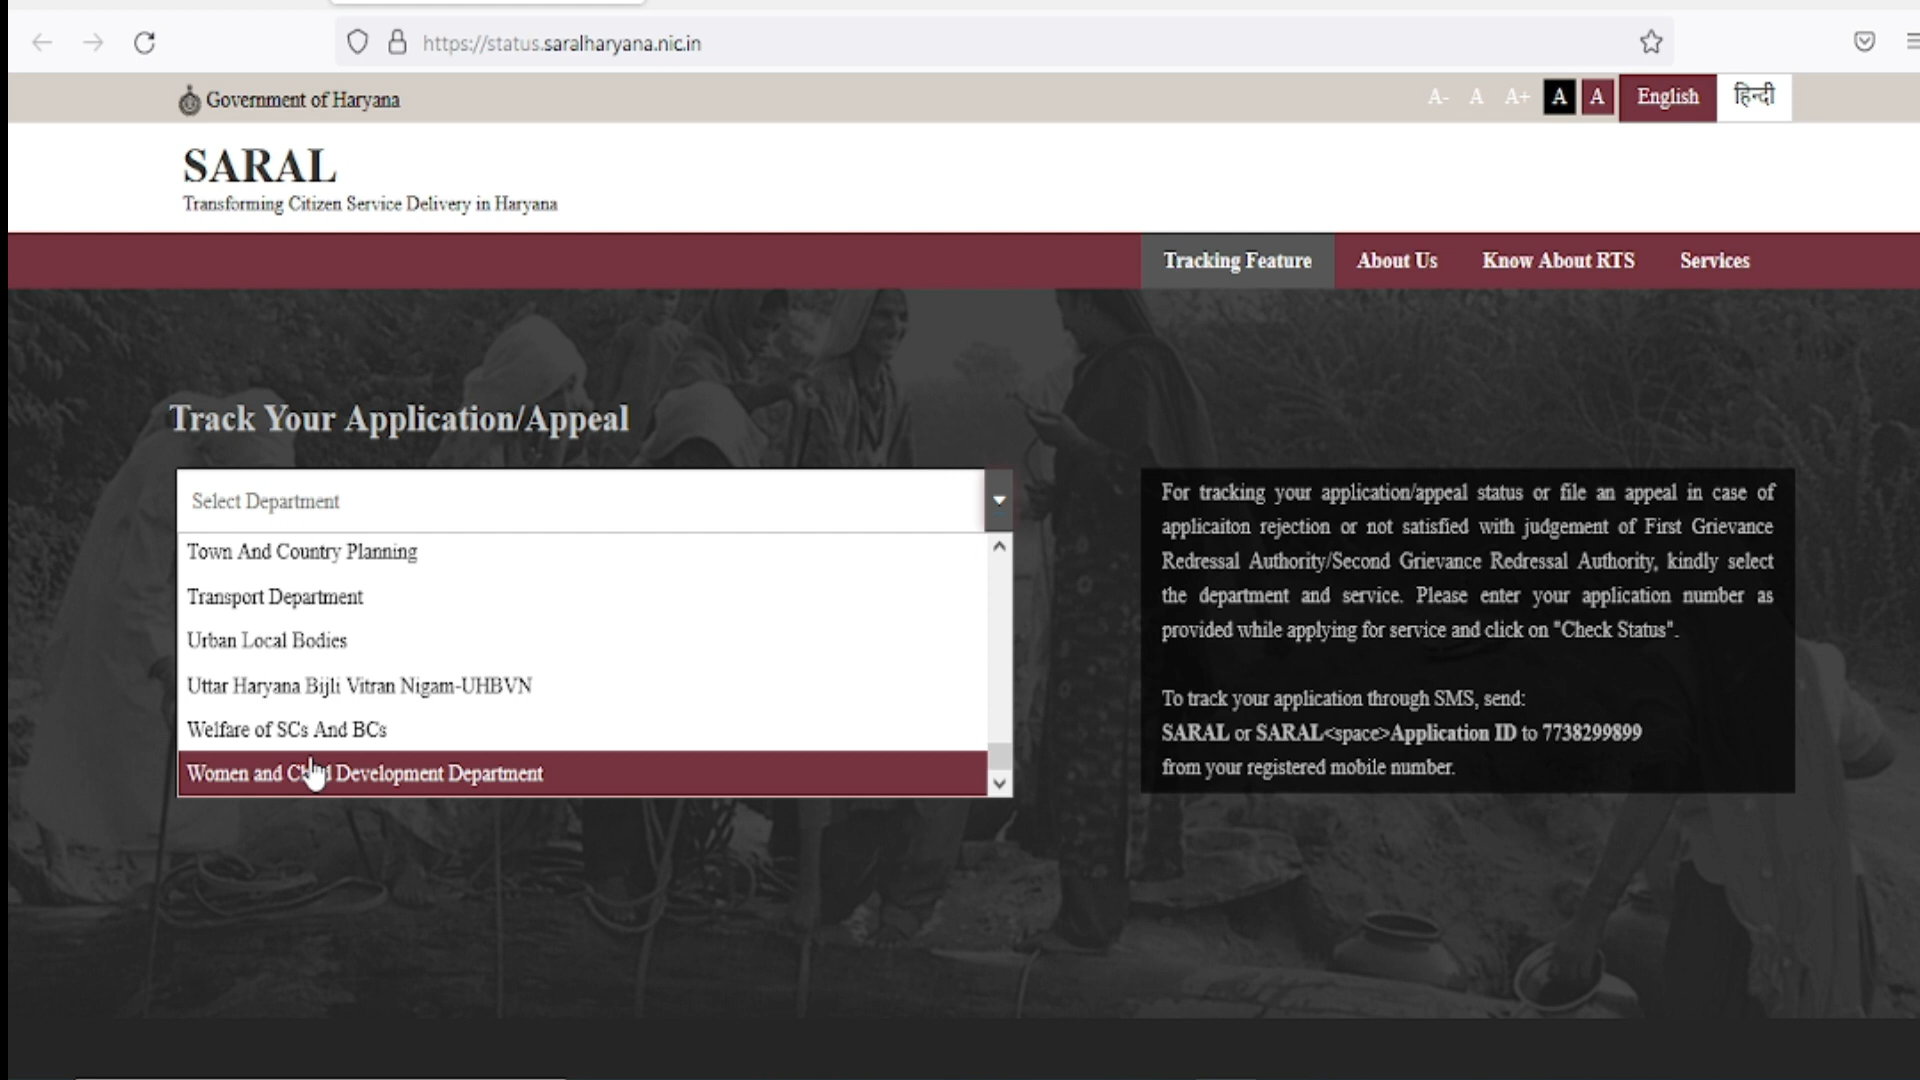 https://status.saralharyana.nic.in
Government of Haryana
A- A A+ A A English हिन्दी
SARAL
Transforming Citizen Service Delivery in Haryana
Tracking Feature About Us Know About RTS Services
Track Your Application/Appeal
Select Department
Town And Country Planning
Transport Department
Urban Local Bodies
Uttar Haryana Bijli Vitran Nigam-UHBVN
Welfare of SCs And BCs
Women and Child Development Department
For tracking your application/appeal status or file an appeal in case of
applicaiton rejection or not satisfied with judgement of First Grievance
Redressal Authority/Second Grievance Redressal Authority, kindly select
the department and service. Please enter your application number as
provided while applying for service and click on "Check Status".
To track your application through SMS, send:
SARAL or SARAL<space>Application ID to 7738299899
from your registered mobile number.